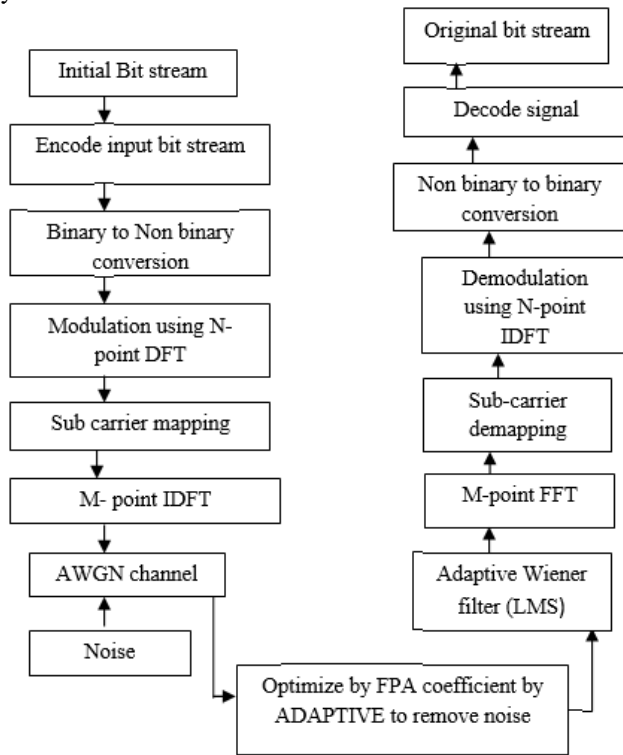 Initial Bit stream
Encode input bit stream
Binary to Non binary
conversion
Modulation using N-
point DFT
Sub carrier mapping
M- point IDFT
AWGN channel
Noise
Optimize by FPA coefficient by
ADAPTIVE to remove noise
Adaptive Wiener
filter (LMS)
M-point FFT
Sub-carrier
demapping
Demodulation
using N-point
IDFT
Non binary to binary
conversion
Decode signal
Original bit stream